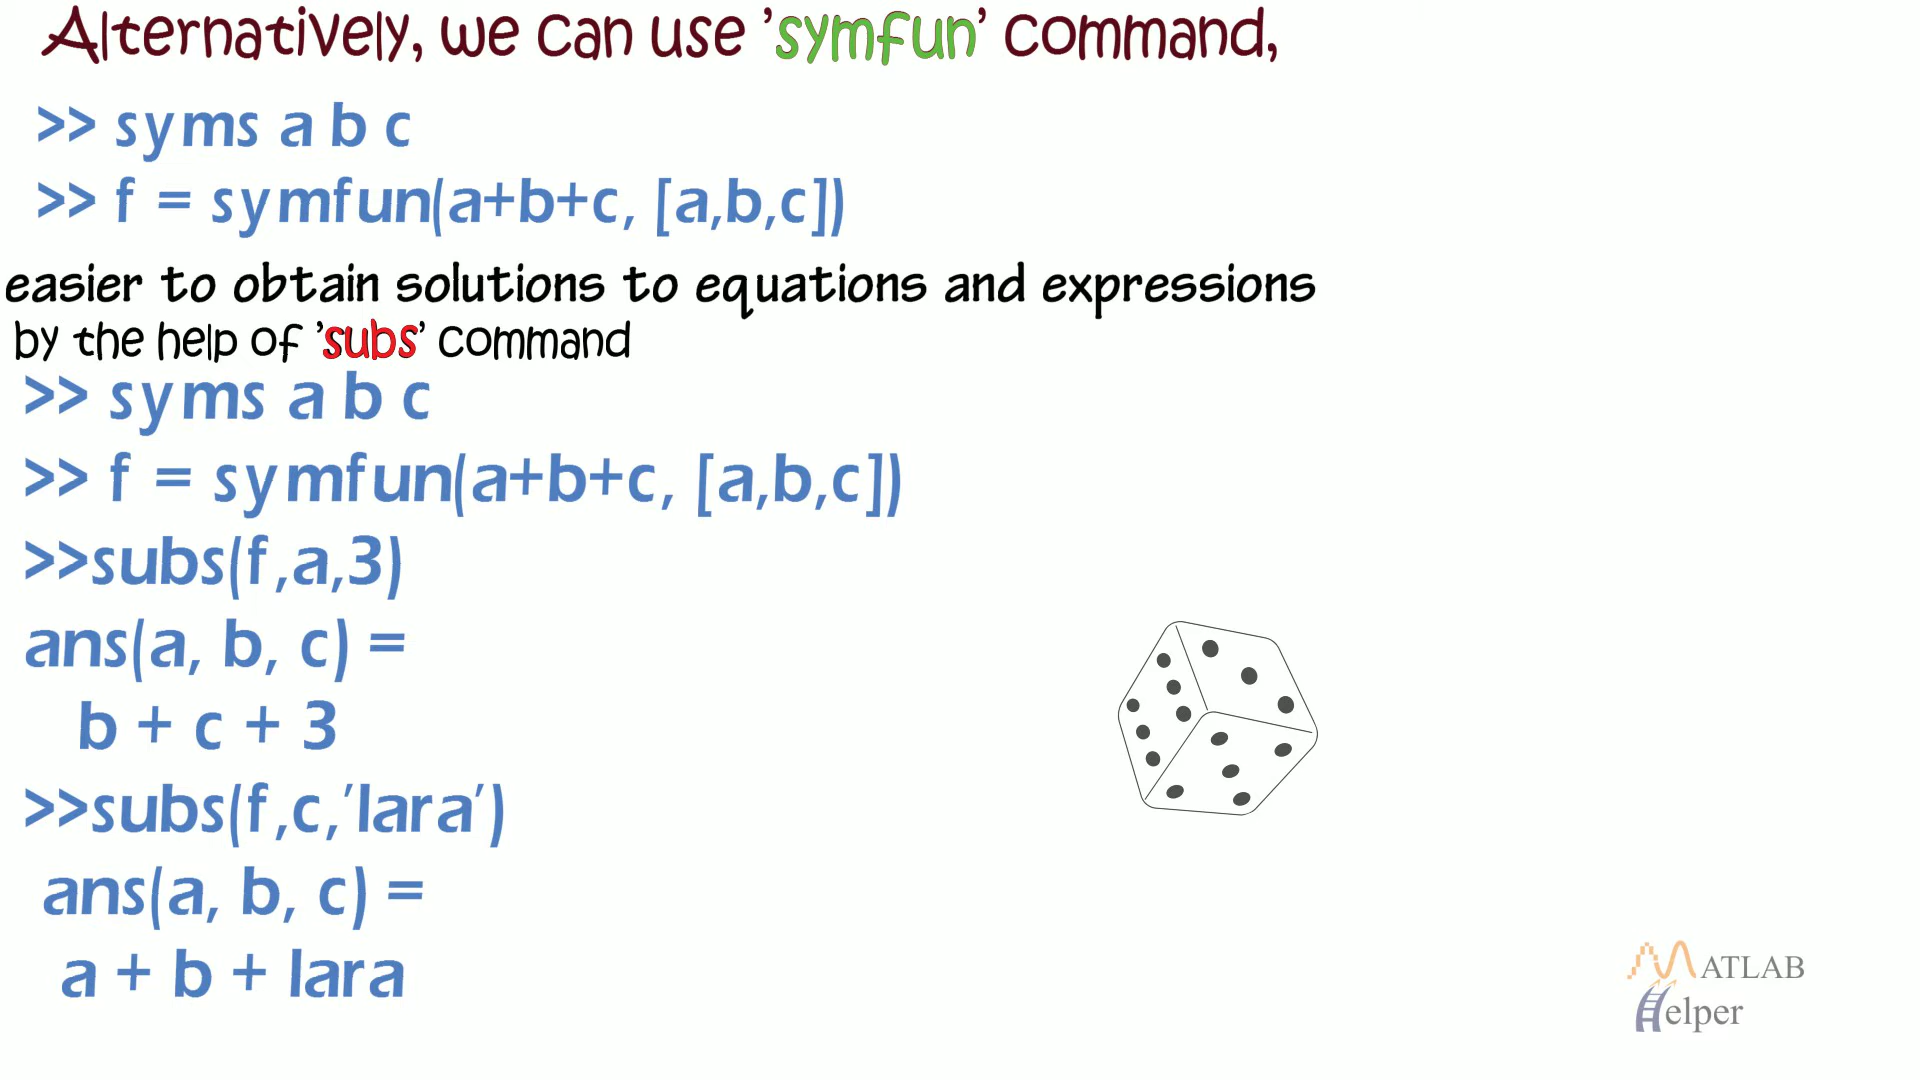 Alternatively, we can use 'symfun' command,
>> syms a b c
>> f = symfun(a+b+c, [a,b,c])
easier to obtain solutions to equations and expressions
by the help of 'subs' command
>> syms a b c
>> f = symfun(a+b+c, [a,b,c])
>>subs(f,a,3)
ans(a, b, c) =
b + c + 3
>>subs(f,c,'lara')
ans(a, b, c) =
a + b + lara
MATLAB
Helper